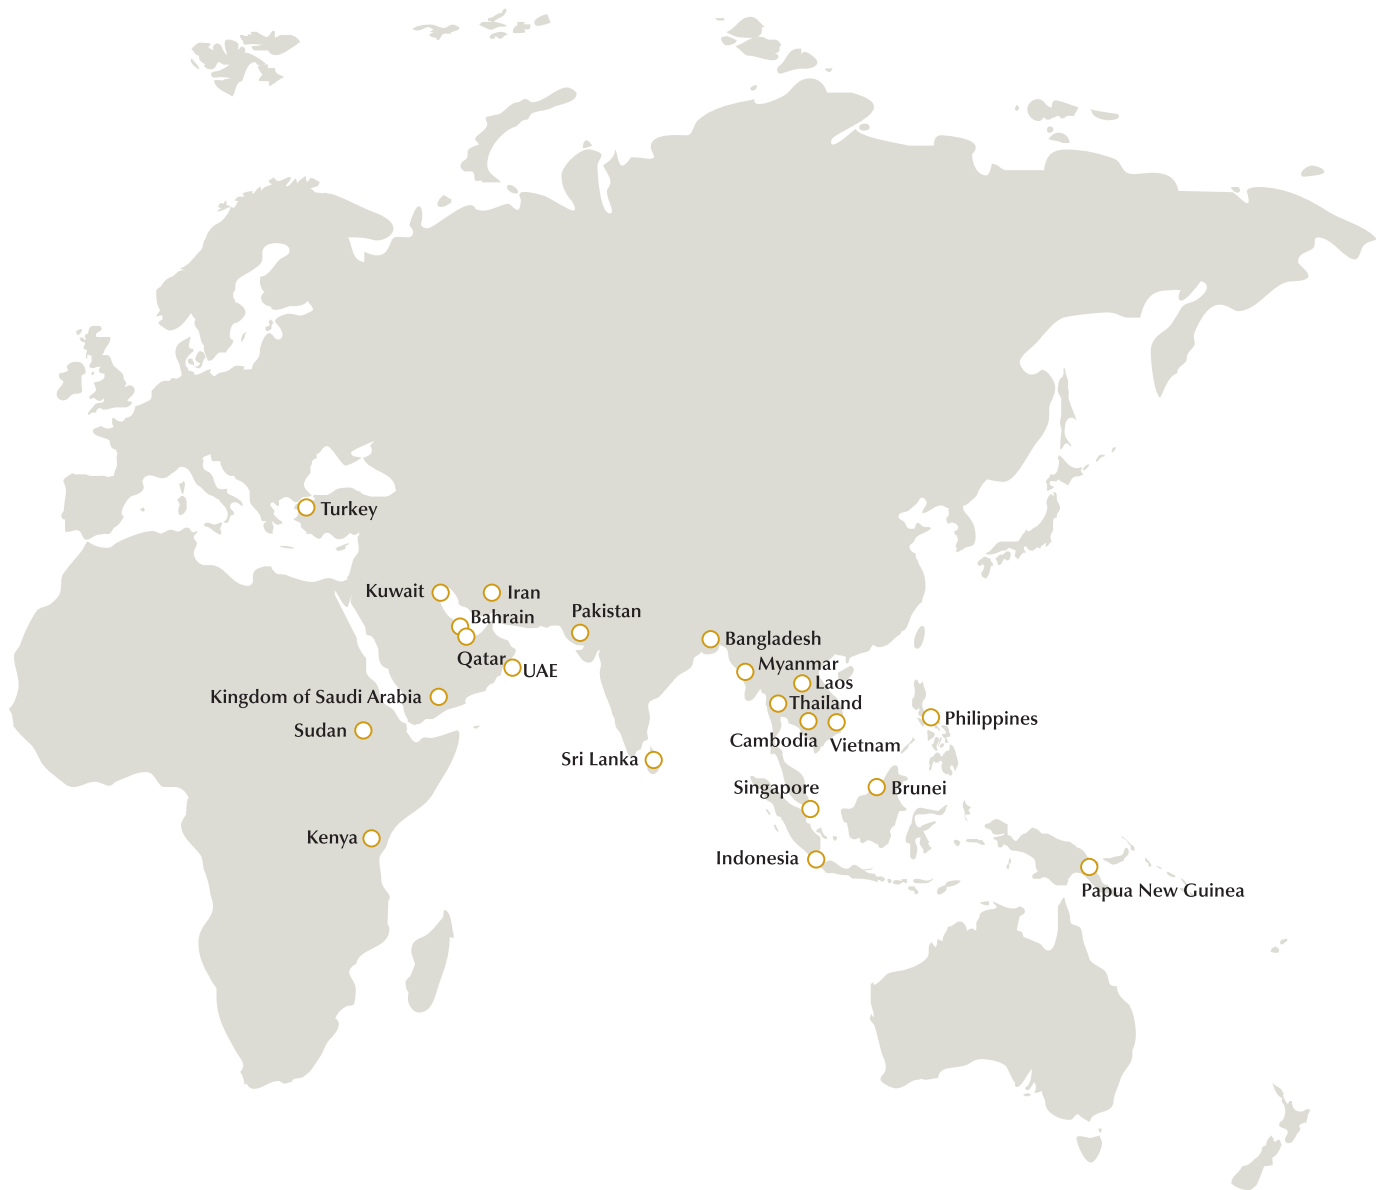 Turkey
Kuwait
Iran
Bahrain
Pakistan
Qatar
UAE
Bangladesh
Myanmar
Laos
Kingdom of Saudi Arabia
Thailand
Sudan
Philippines
Cambodia
Vietnam
Sri Lanka
Singapore
Brunei
Kenya
Indonesia
Papua New Guinea